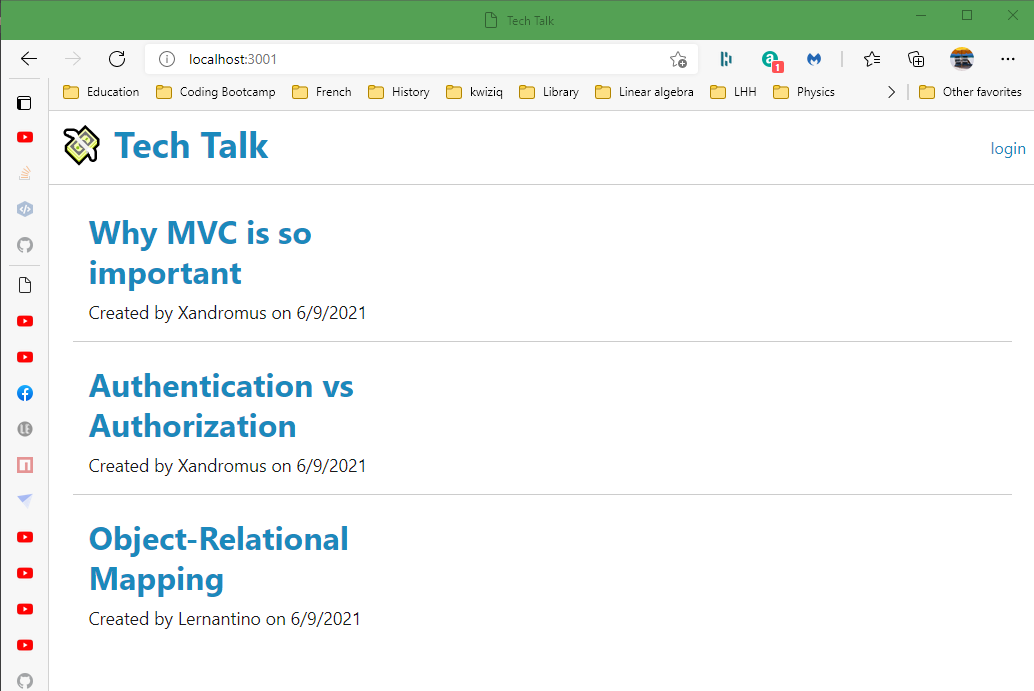 Tech Talk
localhost:3001
1
Education Coding Bootcamp French History kwiziq Library Linear algebra LHH Physics Other favorites
Tech Talk
login
Why MVC is so
important
Created by Xandromus on 6/9/2021
Authentication vs
Authorization
Created by Xandromus on 6/9/2021
Object-Relational
Mapping
Created by Lernantino on 6/9/2021